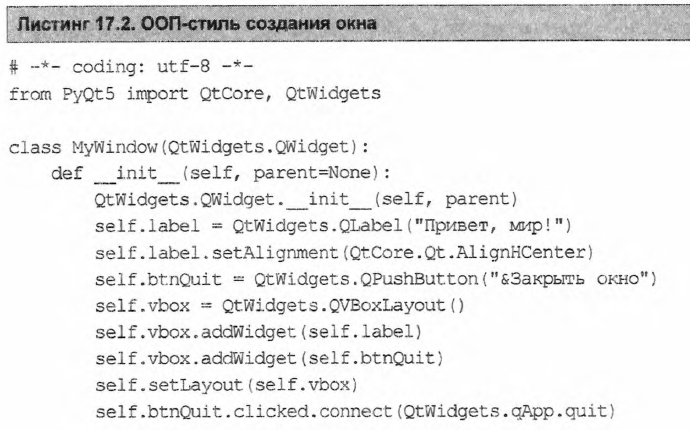 Листинг 17.2. ООП-стиль создания окна
# -*- coding: utf-8 -*-
from PyQt5 import QtCore, QtWidgets
class MyWindow(QtWidgets.QWidget):
def __init__(self, parent=None):
QtWidgets.QWidget.__init__(self, parent)
self.label = QtWidgets.QLabel("Привет, мир!")
self.label.setAlignment(QtCore.Qt.AlignHCenter)
self.btnQuit = QtWidgets.QPushButton("&Закрыть окно")
self.vbox = QtWidgets.QVBoxLayout()
self.vbox.addWidget(self.label)
self.vbox.addWidget(self.btnQuit)
self.setLayout(self.vbox)
self.btnQuit.clicked.connect(QtWidgets.qApp.quit)